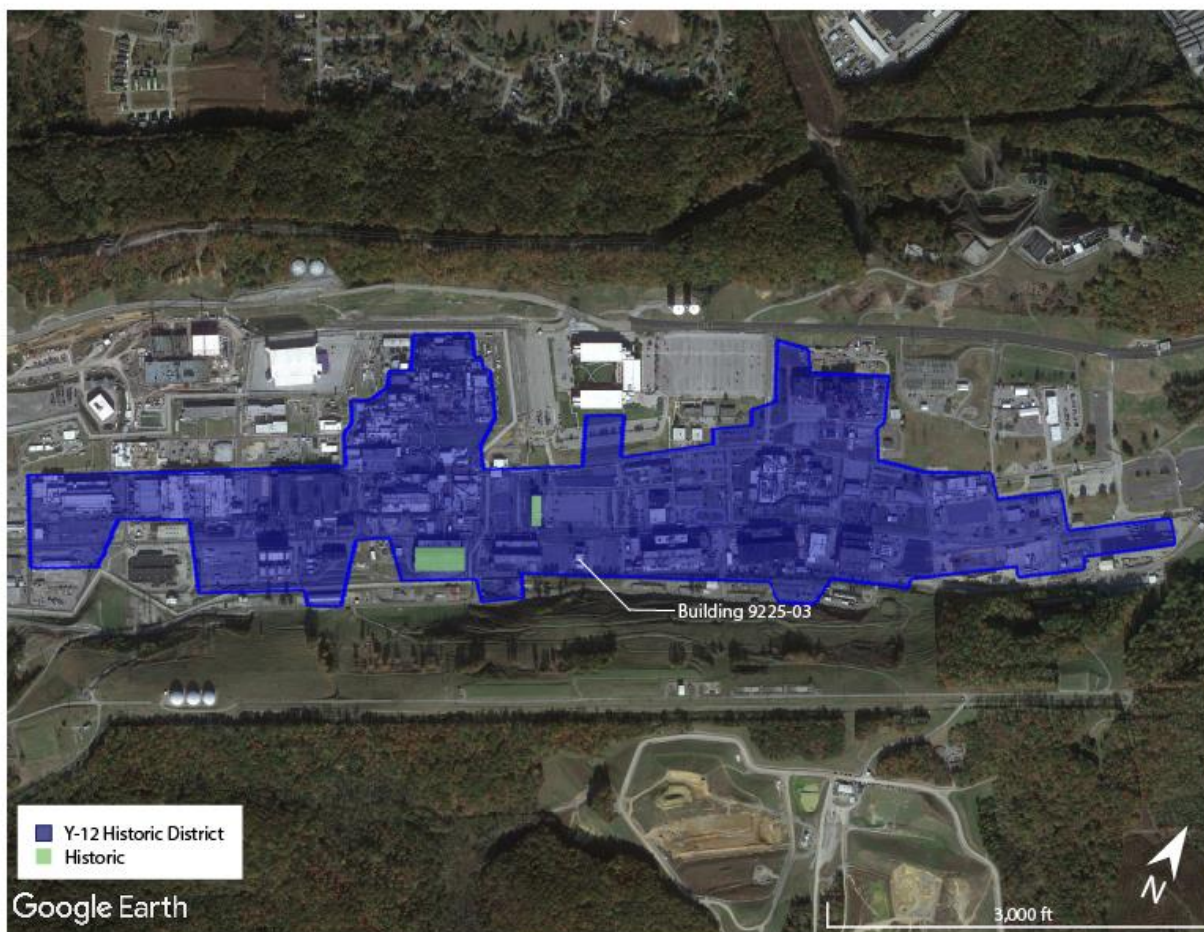 Building 9225-03
Y-12 Historic District
Historic
Google Earth
N
3,000 ft